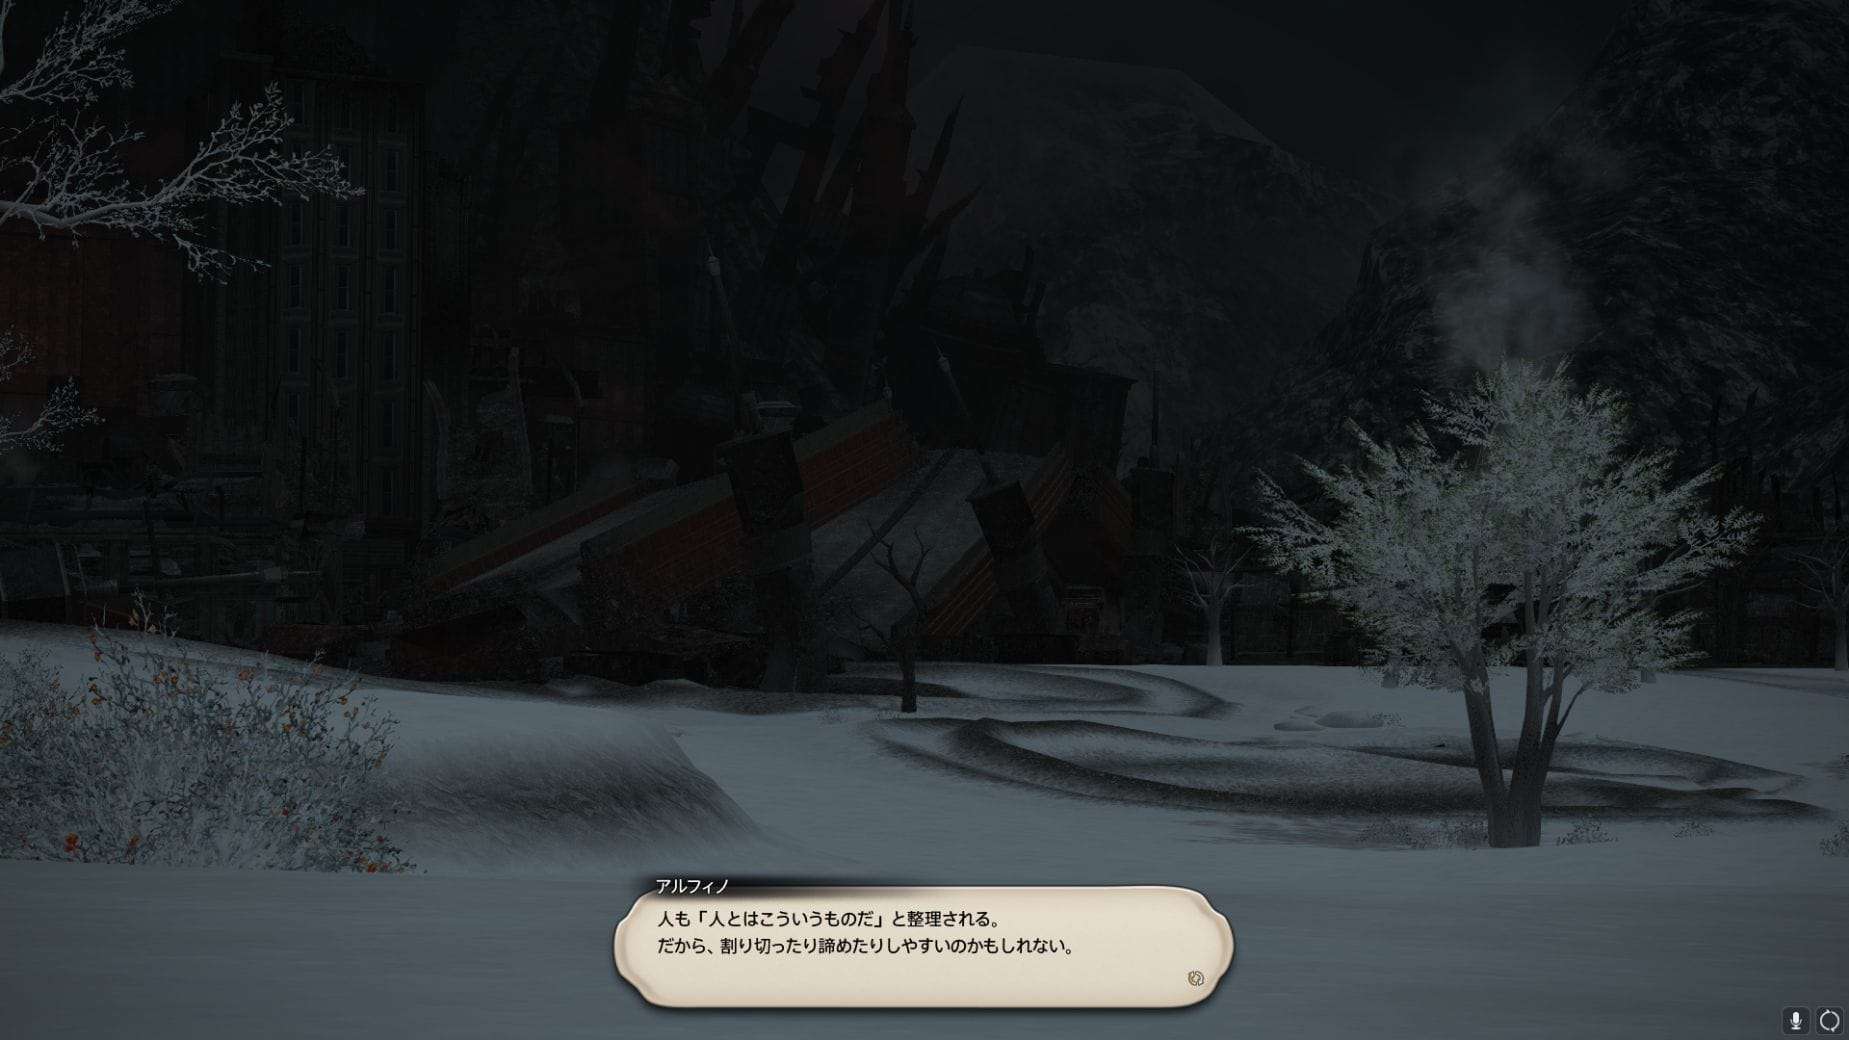 アルフィノ
人も「人とはこういうものだ」と整理される。
だから、割り切ったり諦めたりしやすいのかもしれない。